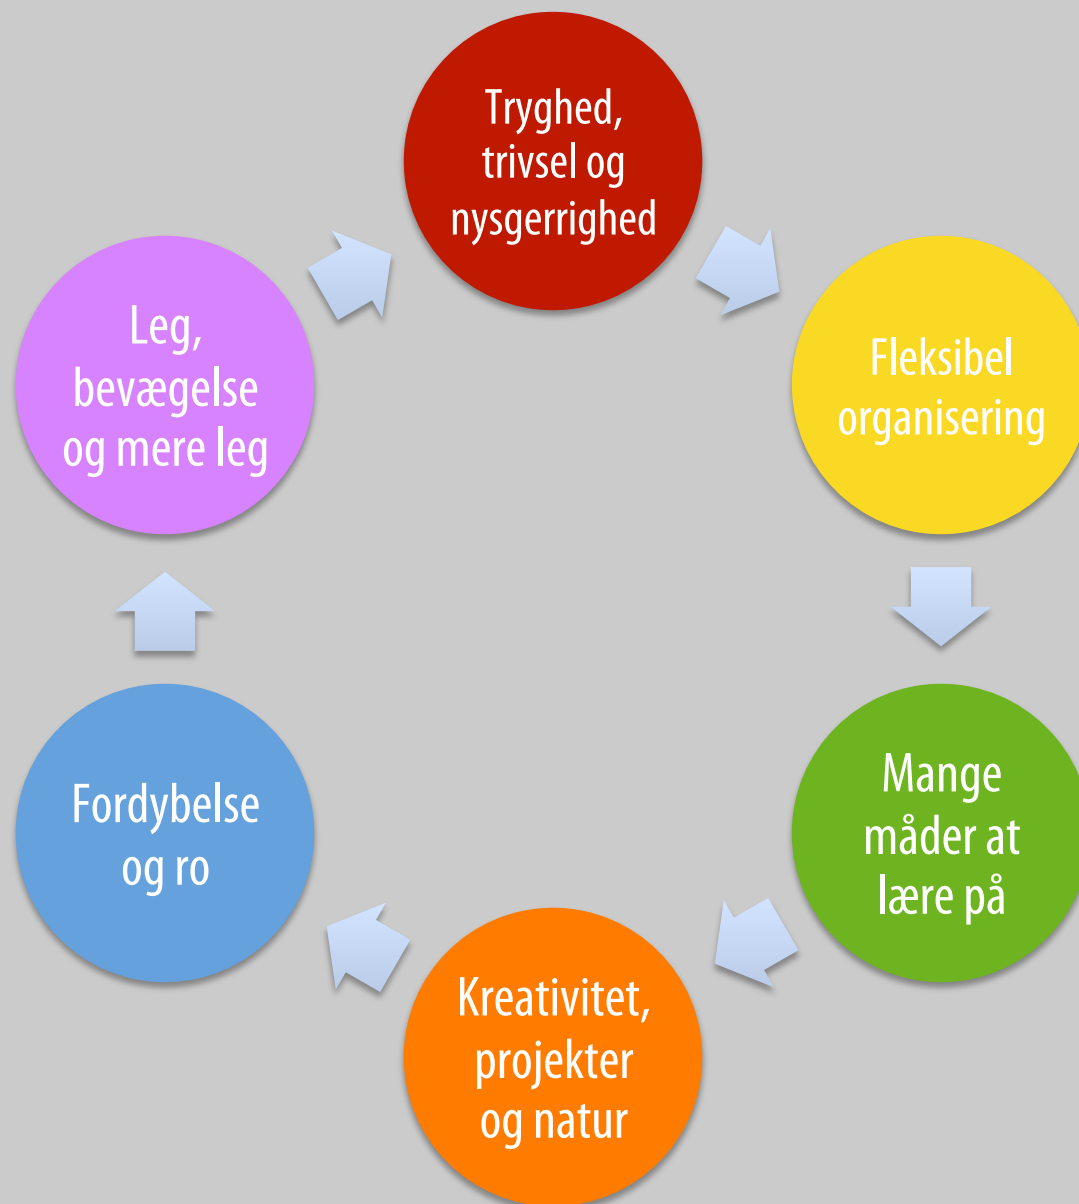 Tryghed,
trivsel og
nysgerrighed
Fleksibel
organisering
Mange
måder at
lære på
Kreativitet,
projekter
og natur
Fordybelse
og ro
Leg,
bevægelse
og mere leg